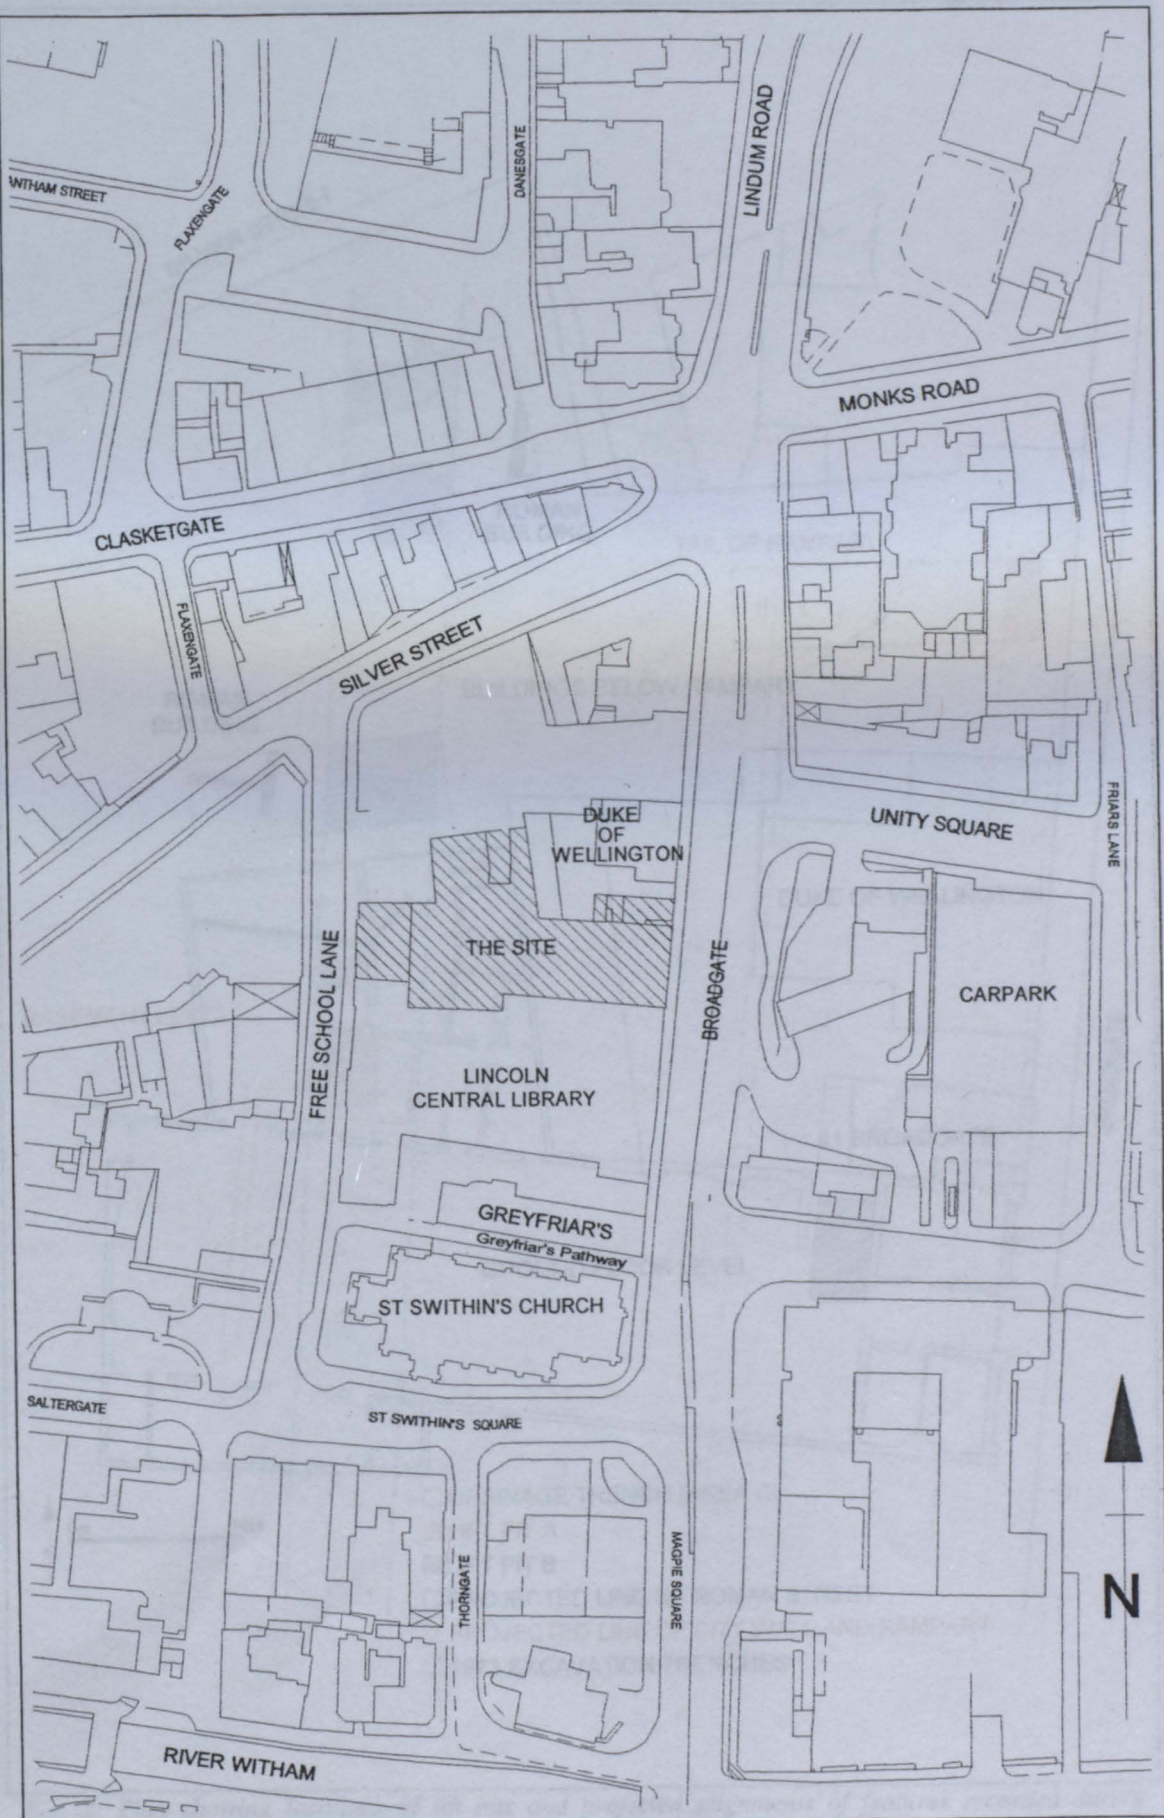 LINDUM ROAD
DANESGATE
ANTHAM STREET
FLAXENGATE
MONKS ROAD
CLASKETGATE
FLAXENGATE
SILVER STREET
DUKE
OF
WELLINGTON
UNITY SQUARE
FRIARS LANE
THE SITE
BROADGATE
CARPARK
FREE SCHOOL LANE
LINCOLN
CENTRAL LIBRARY
GREYFRIAR'S
Greyfriar's Pathway
ST SWITHIN'S CHURCH
SALTERGATE
ST SWITHIN'S SQUARE
THORNGATE
MAGPIE SQUARE
N
RIVER WITHAM